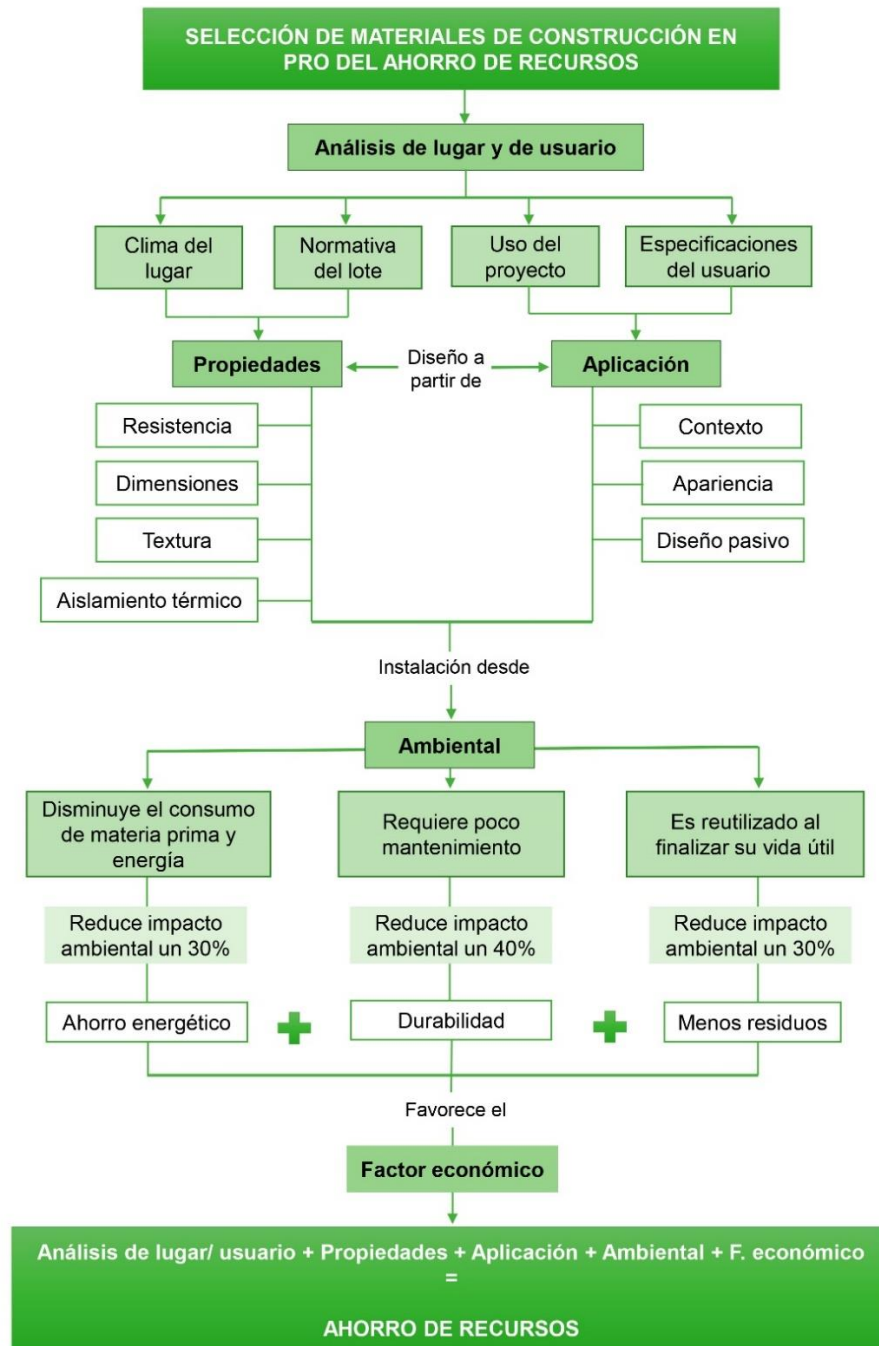 SELECCIÓN DE MATERIALES DE CONSTRUCCIÓN EN
PRO DEL AHORRO DE RECURSOS
Análisis de lugar y de usuario
Clima del
lugar
Normativa
del lote
Uso del
proyecto
Especificaciones
del usuario
Propiedades
Diseño a
partir de
Aplicación
Resistencia
Dimensiones
Textura
Aislamiento térmico
Contexto
Apariencia
Diseño pasivo
Instalación desde
Ambiental
Disminuye el consumo
de materia prima y
energía
Requiere poco
mantenimiento
Es reutilizado al
finalizar su vida útil
Reduce impacto
ambiental un 30%
Reduce impacto
ambiental un 40%
Reduce impacto
ambiental un 30%
Ahorro energético
Durabilidad
Menos residuos
Favorece el
Factor económico
Análisis de lugar/ usuario + Propiedades + Aplicación + Ambiental + F. económico
=
AHORRO DE RECURSOS